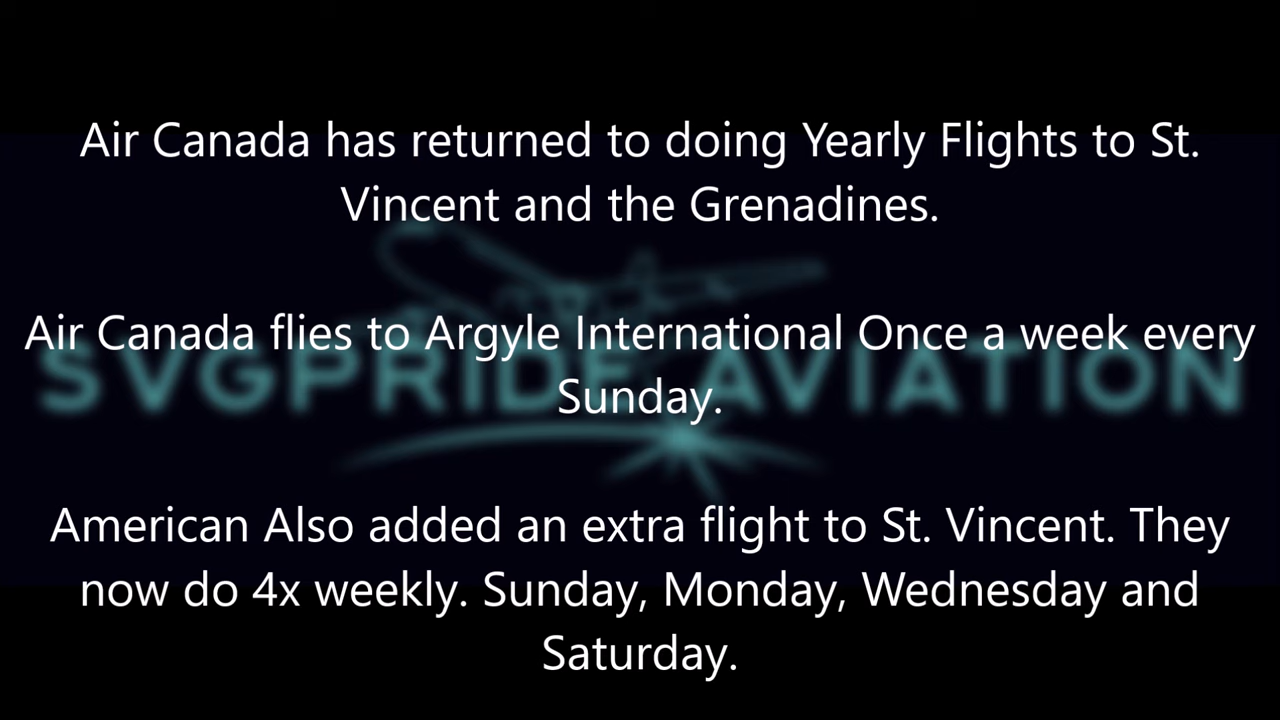 Air Canada has returned to doing Yearly Flights to St.
Vincent and the Grenadines.
Air Canada flies to Argyle International Once a week every
SVGPRIDE AVIATION
Sunday.
American Also added an extra flight to St. Vincent. They
now do 4x weekly. Sunday, Monday, Wednesday and
Saturday.